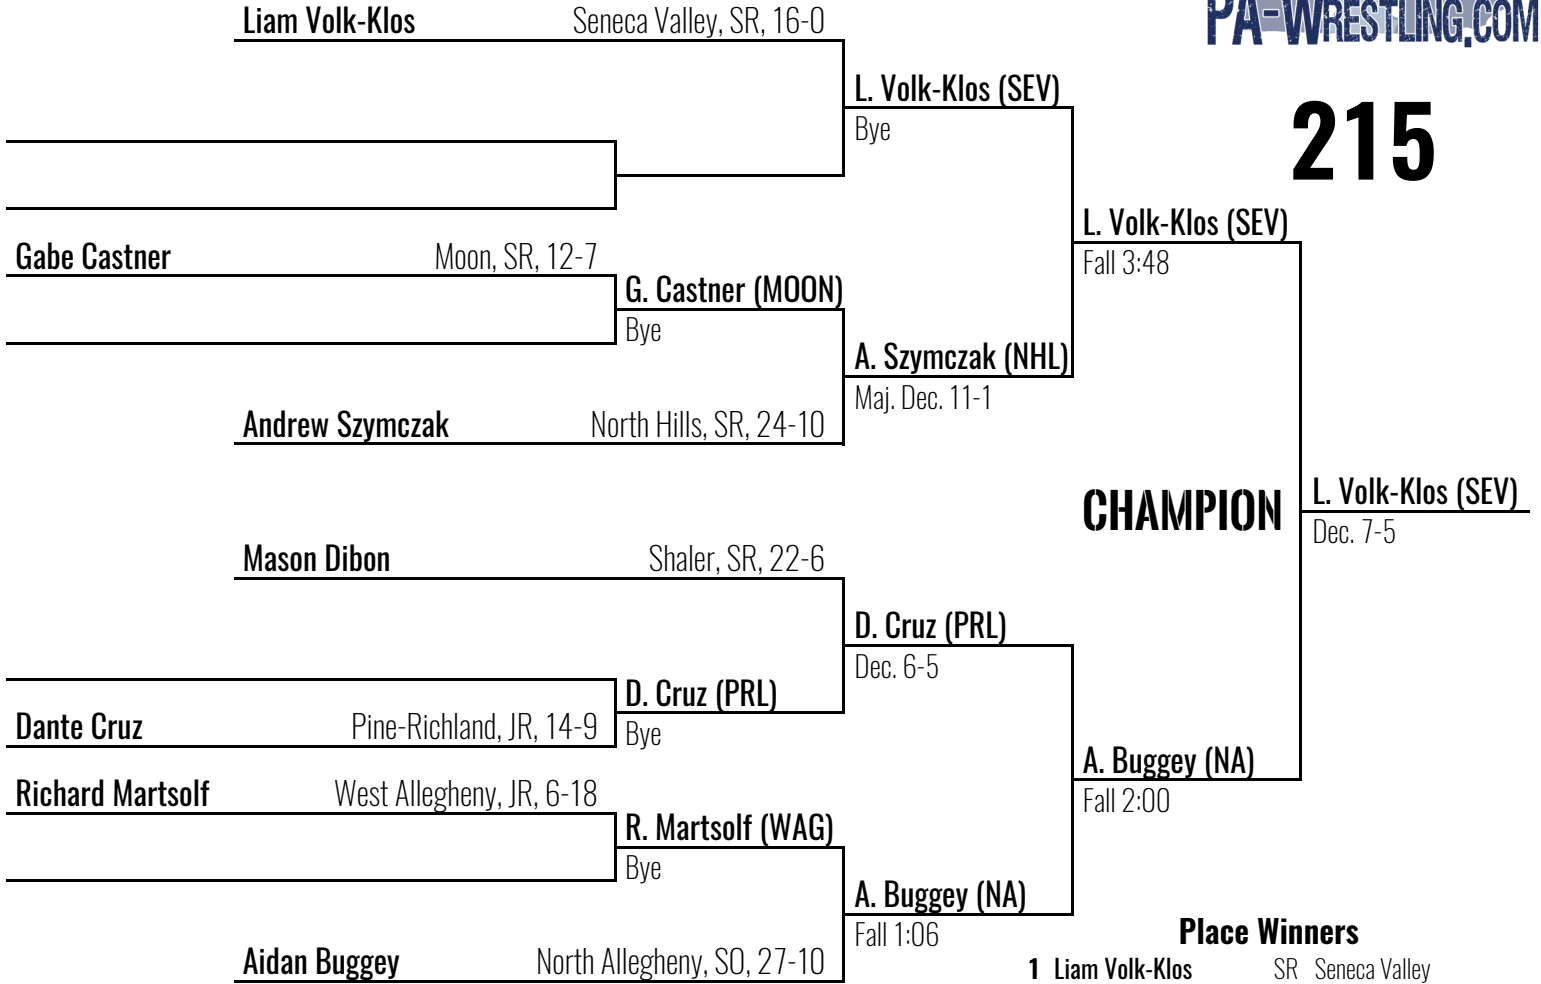 Liam Volk-Klos Seneca Valley, SR, 16-0
PA-WRESTLING.COM
L. Volk-Klos (SEV)
Bye
215
L. Volk-Klos (SEV)
Fall 3:48
Gabe Castner Moon, SR, 12-7
G. Castner (MOON)
Bye
A. Szymczak (NHL)
Maj. Dec. 11-1
Andrew Szymczak North Hills, SR, 24-10
CHAMPION
L. Volk-Klos (SEV)
Dec. 7-5
Mason Dibon Shaler, SR, 22-6
D. Cruz (PRL)
Dec. 6-5
D. Cruz (PRL)
Bye
Dante Cruz Pine-Richland, JR, 14-9
A. Buggey (NA)
Fall 2:00
Richard Martsolf West Allegheny, JR, 6-18
R. Martsolf (WAG)
Bye
A. Buggey (NA)
Fall 1:06
Aidan Buggey North Allegheny, SO, 27-10
Place Winners
1 Liam Volk-Klos SR Seneca Valley